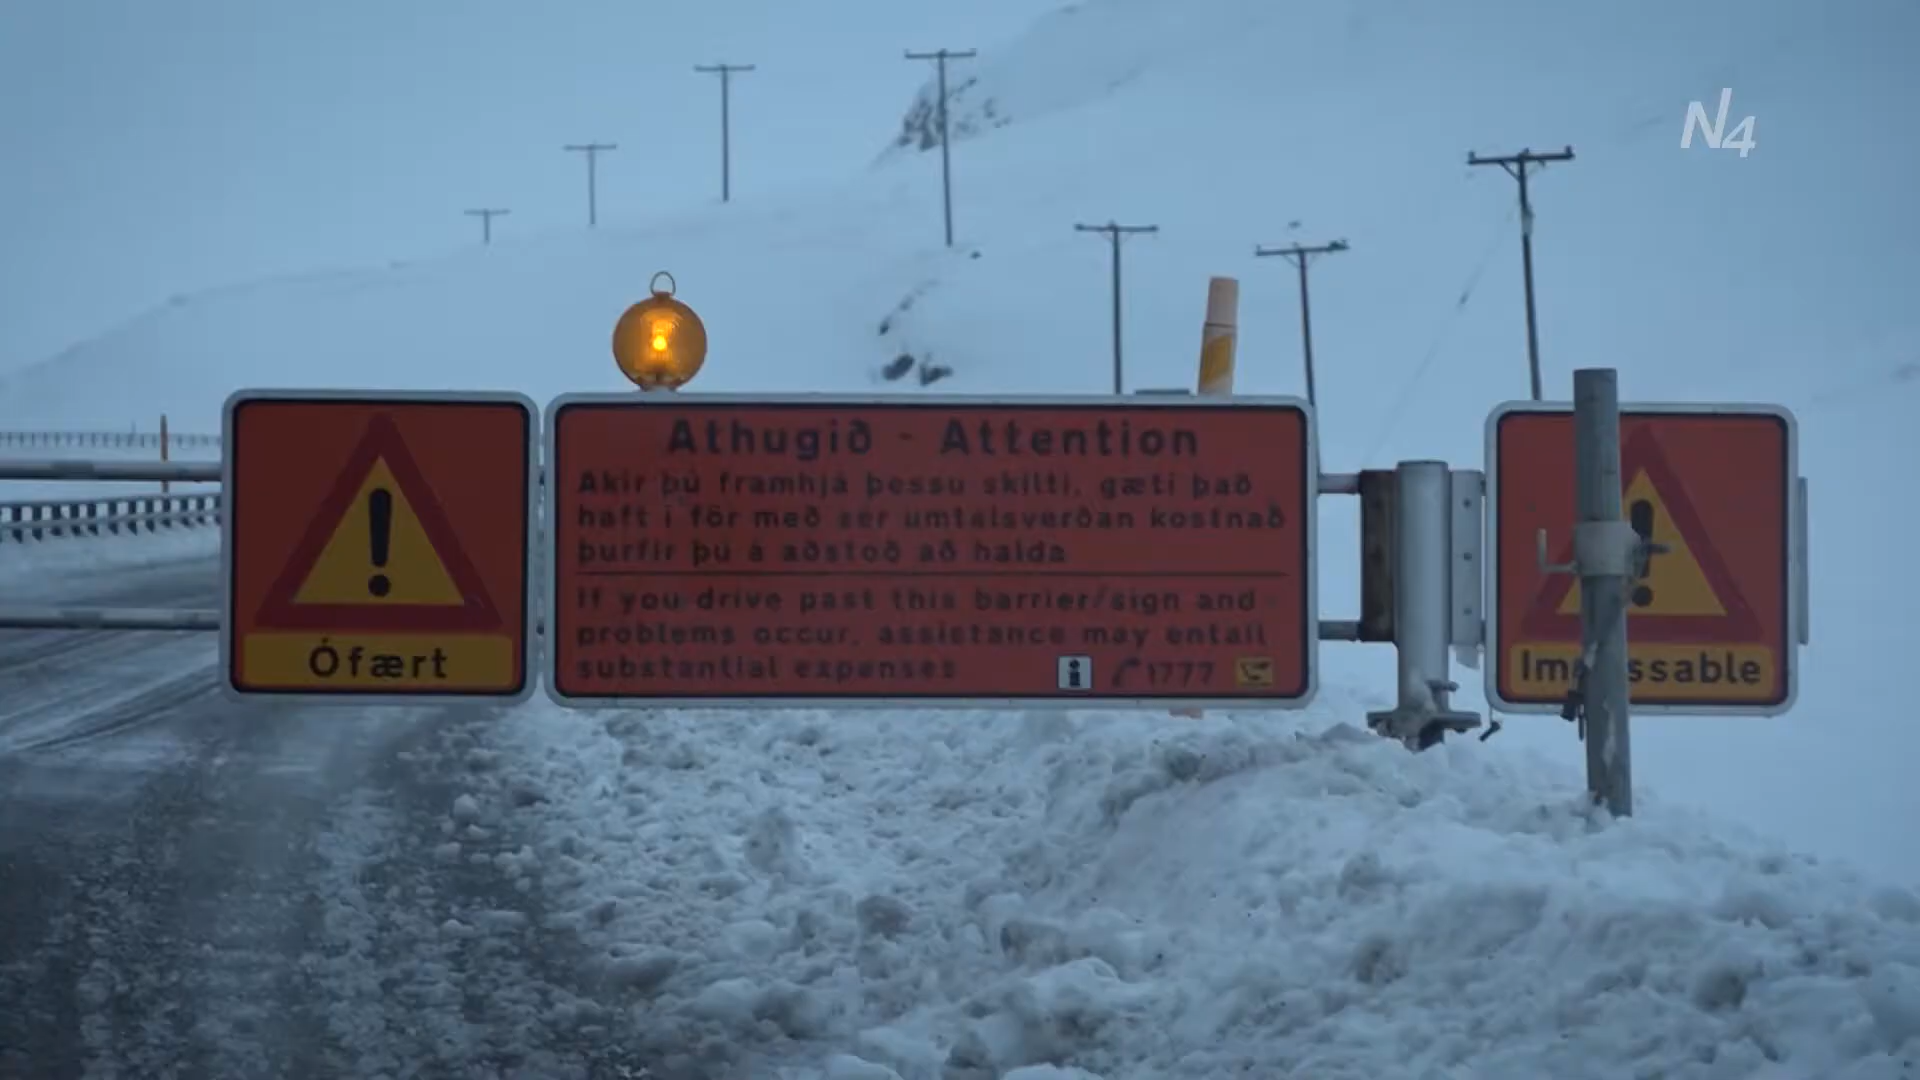 N4
Athugið - Attention
Akir þú framhjá þessu skilti, gæti það
haft í för með sér umtalsverðan kostnað
þurfir þú á aðstoð að halda
If you drive past this barrier/sign and
problems occur, assistance may entail
substantial expenses
i 1777
Ófært
Impassable